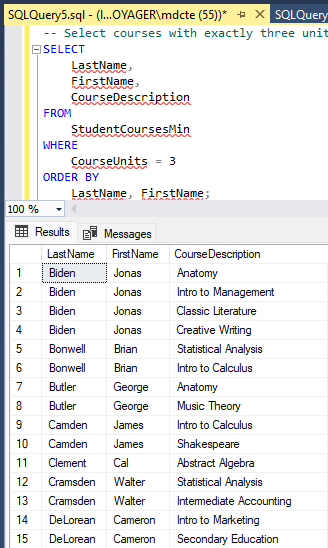 SQLQuery5.sql - (l...OYAGER\mdcte (55))* SQLQuery
-- Select courses with exactly three unit
SELECT
LastName,
FirstName,
CourseDescription
FROM
StudentCoursesMin
WHERE
CourseUnits = 3
ORDER BY
LastName, FirstName;
100 %
Results Messages
LastName FirstName CourseDescription
1 Biden Jonas Anatomy
2 Biden Jonas Intro to Management
3 Biden Jonas Classic Literature
4 Biden Jonas Creative Writing
5 Bonwell Brian Statistical Analysis
6 Bonwell Brian Intro to Calculus
7 Butler George Anatomy
8 Butler George Music Theory
9 Camden James Intro to Calculus
10 Camden James Shakespeare
11 Clement Cal Abstract Algebra
12 Cramsden Walter Statistical Analysis
13 Cramsden Walter Intermediate Accounting
14 DeLorean Cameron Intro to Marketing
15 DeLorean Cameron Secondary Education